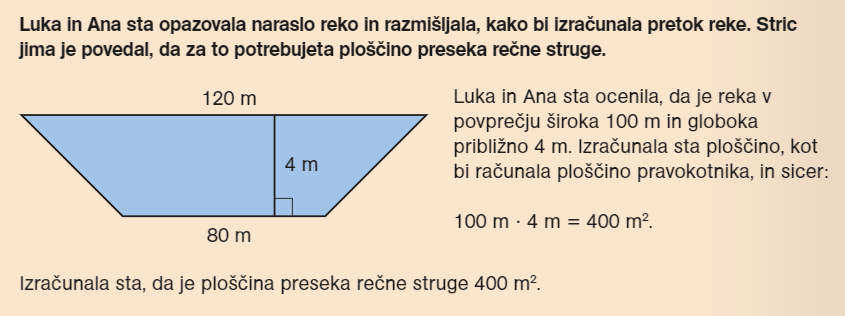 Luka in Ana sta opazovala naraslo reko in razmišljala, kako bi izračunala pretok reke. Stric
jima je povedal, da za to potrebujeta ploščino preseka rečne struge.
120 m
4 m
80 m
Luka in Ana sta ocenila, da je reka v
povprečju široka 100 m in globoka
približno 4 m. Izračunala sta ploščino, kot
bi računala ploščino pravokotnika, in sicer:
100 m · 4 m = 400 m².
Izračunala sta, da je ploščina preseka rečne struge 400 m².